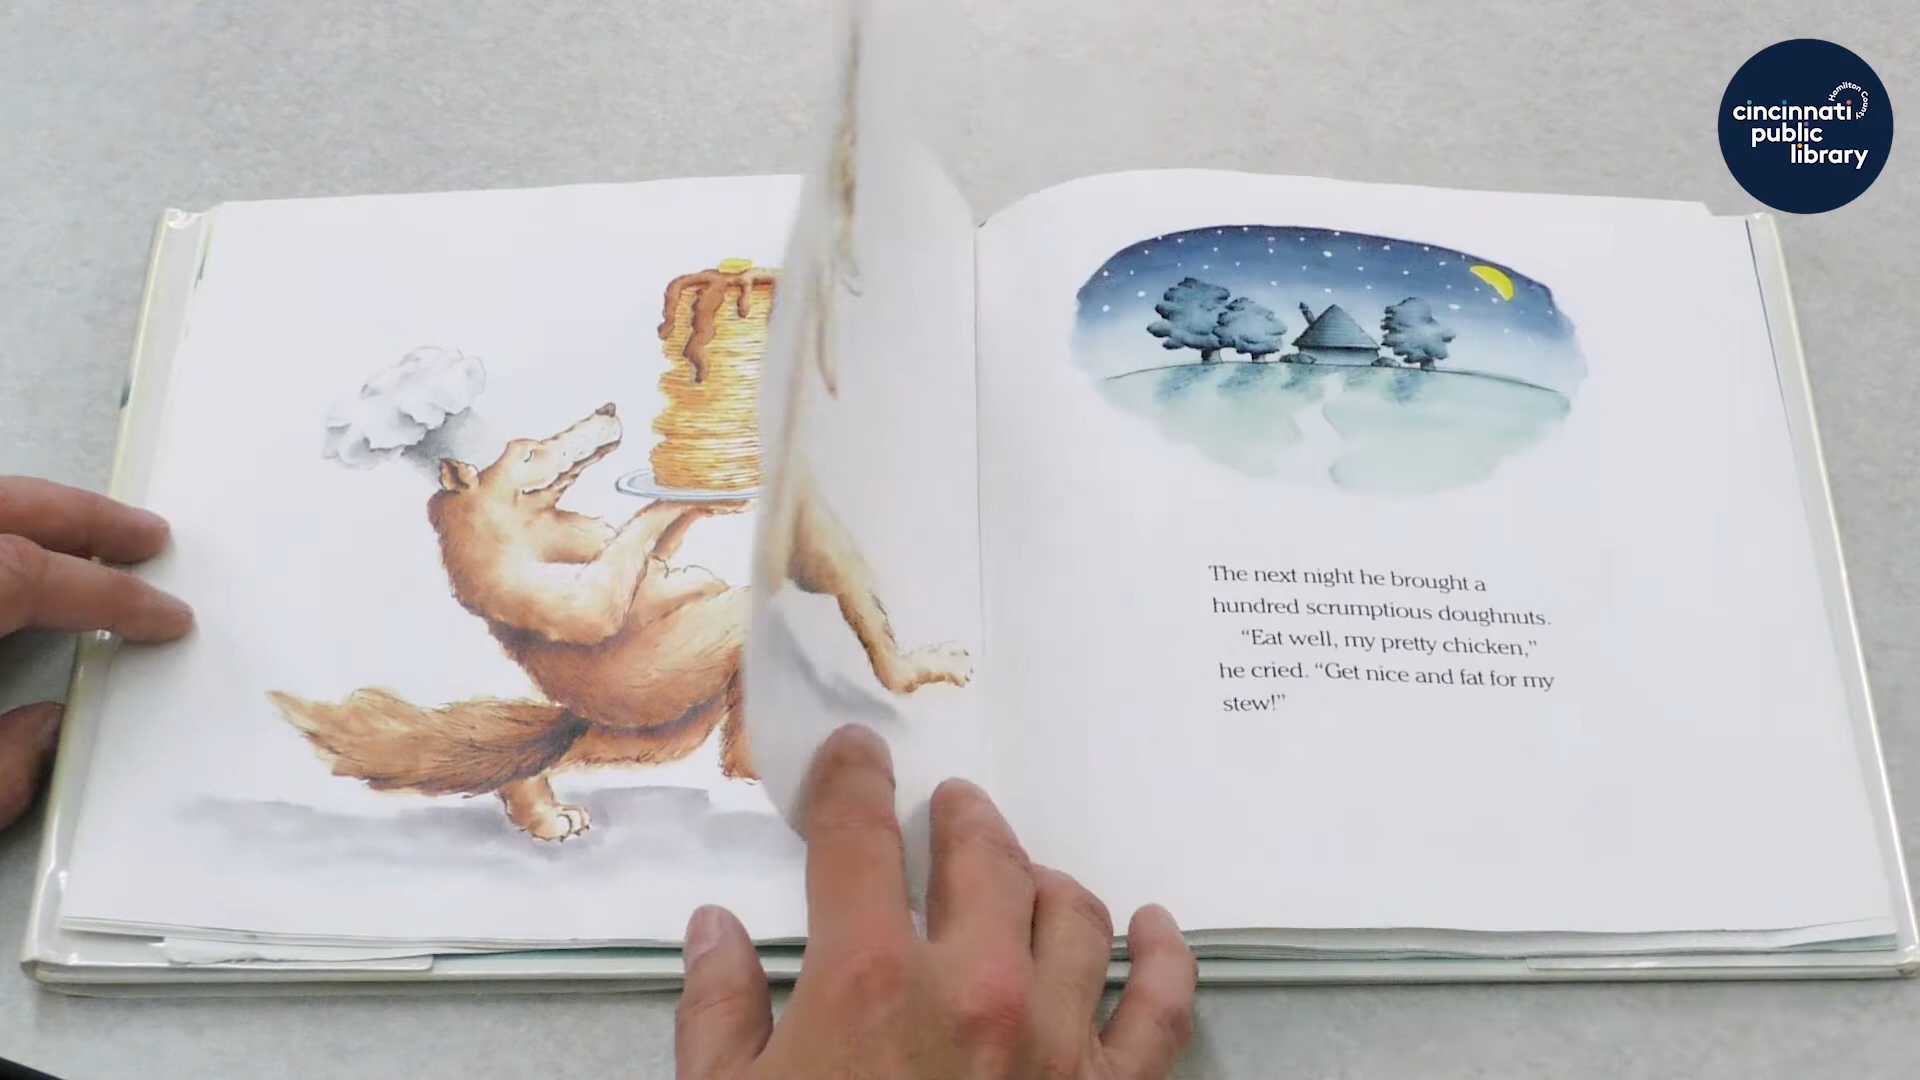 Hamilton County
cincinnati
public
library
The next night he brought a
hundred scrumptious doughnuts.
“Eat well, my pretty chicken,”
he cried. “Get nice and fat for my
stew!”